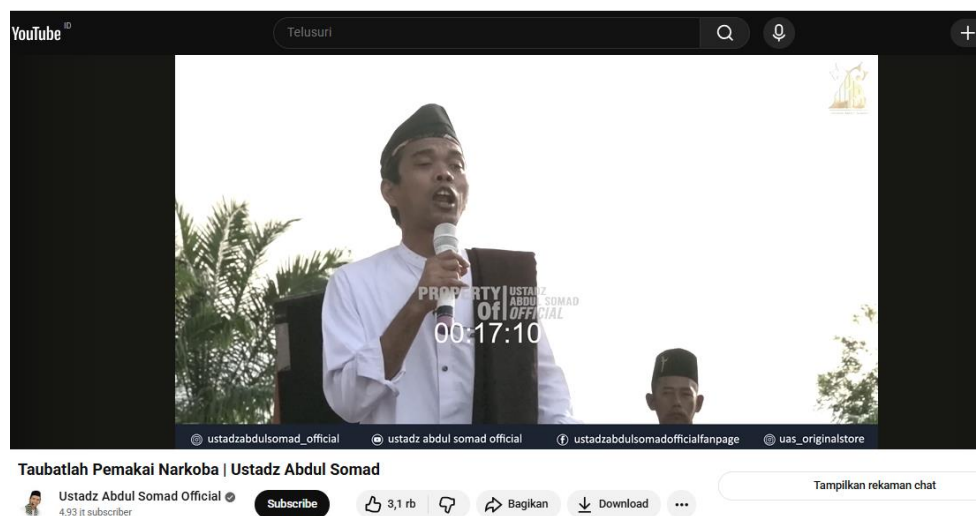 YouTube ID
Telusuri
PROPERTY Of USTADZ ABDUL SOMAD OFFICIAL
00:17:10
ustadzabdulsomad_official
ustadz abdul somad official
ustadzabdulsomadofficialfanpage
uas_originalstore
Taubatlah Pemakai Narkoba | Ustadz Abdul Somad
Tampilkan rekaman chat
Ustadz Abdul Somad Official
4,93 jt subscriber
Subscribe
3,1 rb
Bagikan
Download